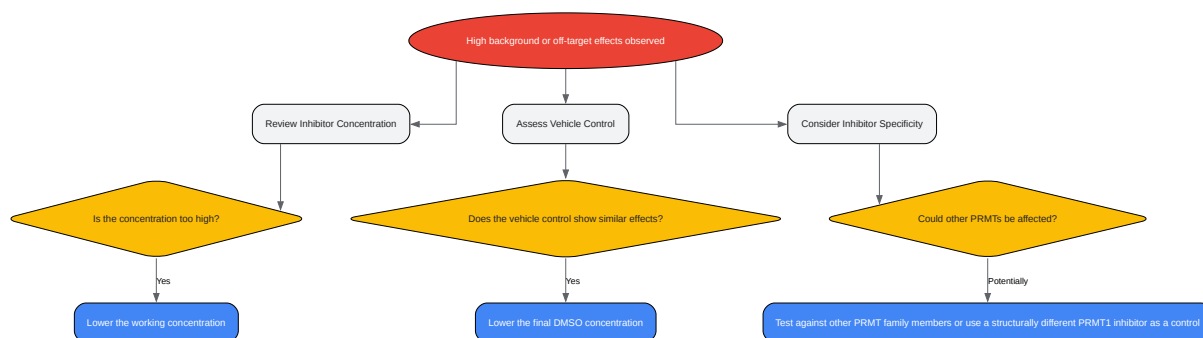 High background or off-target effects observed
Review Inhibitor Concentration
Assess Vehicle Control
Consider Inhibitor Specificity
Is the concentration too high?
Does the vehicle control show similar effects?
Could other PRMTs be affected?
Yes
Yes
Potentially
Lower the working concentration
Lower the final DMSO concentration
Test against other PRMT family members or use a structurally different PRMT1 inhibitor as a control